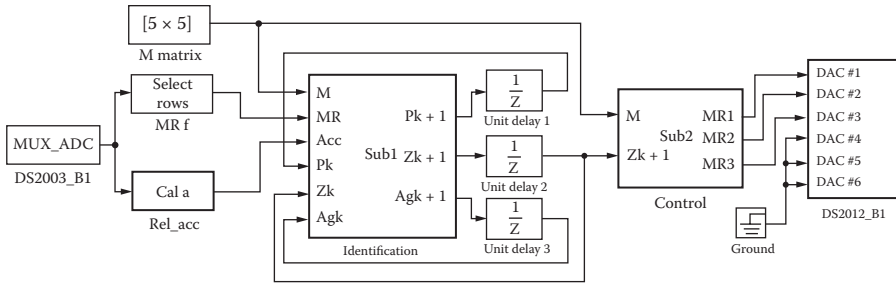 [5 × 5]
M matrix
Select
rows
MR f
MUX_ADC
DS2003_B1
Cal a
Rel_acc
M
MR
Acc
Pk
Zk
Agk
Sub1
Pk + 1
Zk + 1
Agk + 1
Identification
1
Z
Unit delay 1
1
Z
Unit delay 2
1
Z
Unit delay 3
M
Zk + 1
Sub2
MR1
MR2
MR3
Control
DAC #1
DAC #2
DAC #3
DAC #4
DAC #5
DAC #6
DS2012_B1
Ground